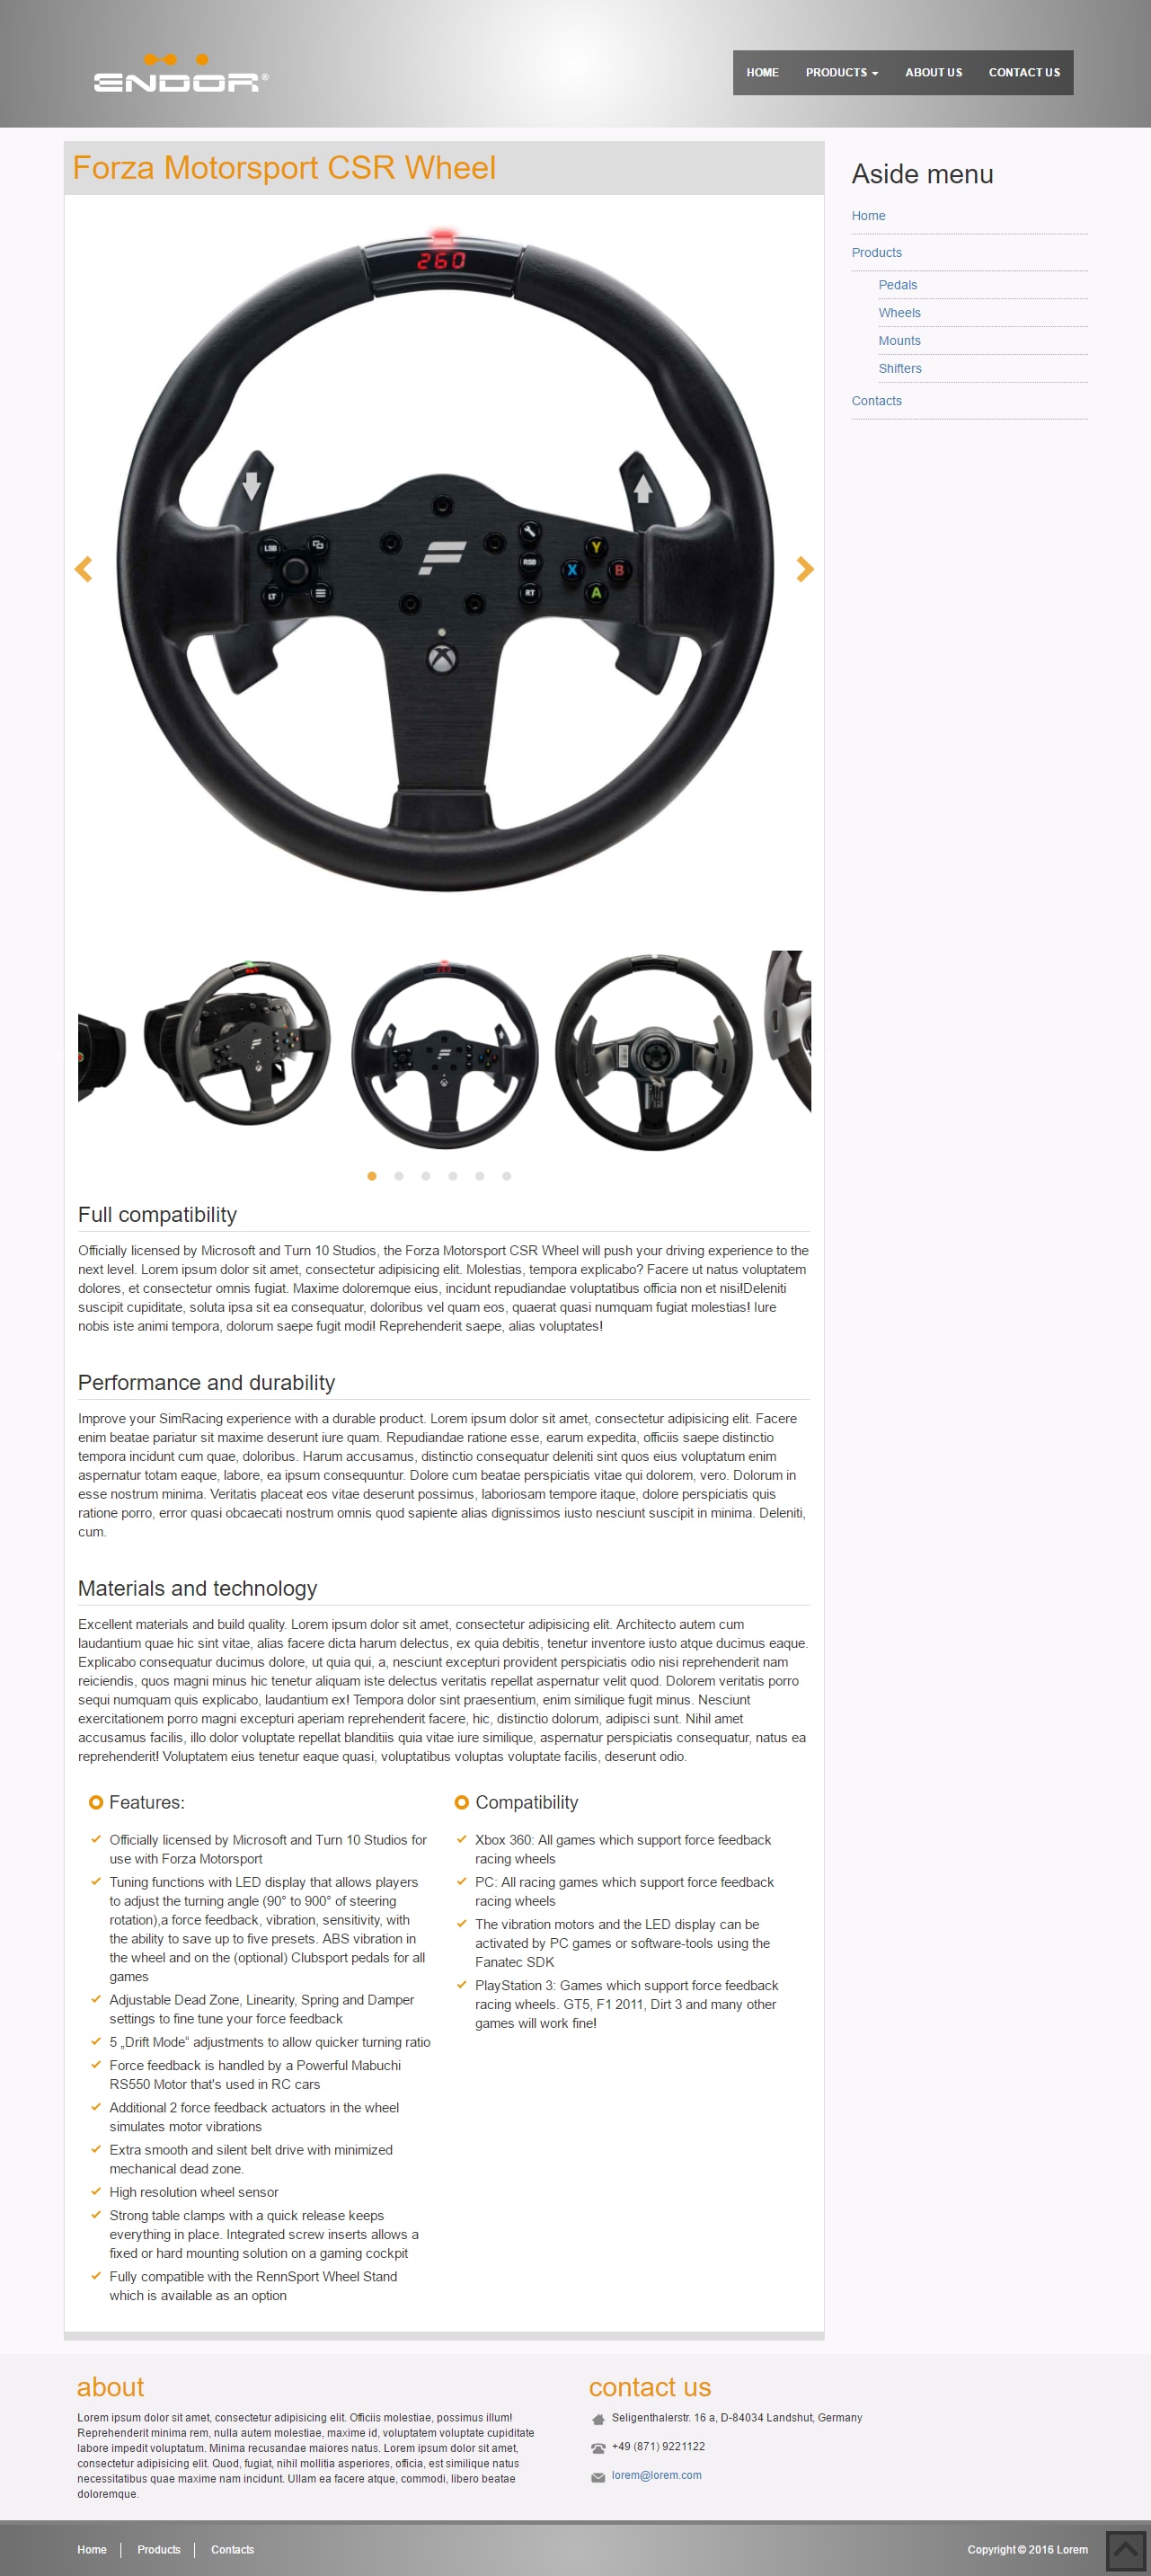 ENDOR®
HOME PRODUCTS ABOUT US CONTACT US
Forza Motorsport CSR Wheel
260
LSB
LT
RSB
RT
Y
X
B
A
Full compatibility
Officially licensed by Microsoft and Turn 10 Studios, the Forza Motorsport CSR Wheel will push your driving experience to the
next level. Lorem ipsum dolor sit amet, consectetur adipisicing elit. Molestias, tempora explicabo? Facere ut natus voluptatem
dolores, et consectetur omnis fugiat. Maxime doloremque eius, incidunt repudiandae voluptatibus officia non et nisi!Deleniti
suscipit cupiditate, soluta ipsa sit ea consequatur, doloribus vel quam eos, quaerat quasi numquam fugiat molestias! Iure
nobis iste animi tempora, dolorum saepe fugit modi! Reprehenderit saepe, alias voluptates!
Performance and durability
Improve your SimRacing experience with a durable product. Lorem ipsum dolor sit amet, consectetur adipisicing elit. Facere
enim beatae pariatur sit maxime deserunt iure quam. Repudiandae ratione esse, earum expedita, officiis saepe distinctio
tempora incidunt cum quae, doloribus. Harum accusamus, distinctio consequatur deleniti sint quos eius voluptatum enim
aspernatur totam eaque, labore, ea ipsum consequuntur. Dolore cum beatae perspiciatis vitae qui dolorem, vero. Dolorum in
esse nostrum minima. Veritatis placeat eos vitae deserunt possimus, laboriosam tempore itaque, dolore perspiciatis quis
ratione porro, error quasi obcaecati nostrum omnis quod sapiente alias dignissimos iusto nesciunt suscipit in minima. Deleniti,
cum.
Materials and technology
Excellent materials and build quality. Lorem ipsum dolor sit amet, consectetur adipisicing elit. Architecto autem cum
laudantium quae hic sint vitae, alias facere dicta harum delectus, ex quia debitis, tenetur inventore iusto atque ducimus eaque.
Explicabo consequatur ducimus dolore, ut quia qui, a, nesciunt excepturi provident perspiciatis odio nisi reprehenderit nam
reiciendis, quos magni minus hic tenetur aliquam iste delectus veritatis repellat aspernatur velit quod. Dolorem veritatis porro
sequi numquam quis explicabo, laudantium ex! Tempora dolor sint praesentium, enim similique fugit minus. Nesciunt
exercitationem porro magni excepturi aperiam reprehenderit facere, hic, distinctio dolorum, adipisci sunt. Nihil amet
accusamus facilis, illo dolor voluptate repellat blanditiis quia vitae iure similique, aspernatur perspiciatis consequatur, natus ea
reprehenderit! Voluptatem eius tenetur eaque quasi, voluptatibus voluptas voluptate facilis, deserunt odio.
Features:
Officially licensed by Microsoft and Turn 10 Studios for
use with Forza Motorsport
Tuning functions with LED display that allows players
to adjust the turning angle (90° to 900° of steering
rotation),a force feedback, vibration, sensitivity, with
the ability to save up to five presets. ABS vibration in
the wheel and on the (optional) Clubsport pedals for all
games
Adjustable Dead Zone, Linearity, Spring and Damper
settings to fine tune your force feedback
5 „Drift Mode“ adjustments to allow quicker turning ratio
Force feedback is handled by a Powerful Mabuchi
RS550 Motor that's used in RC cars
Additional 2 force feedback actuators in the wheel
simulates motor vibrations
Extra smooth and silent belt drive with minimized
mechanical dead zone.
High resolution wheel sensor
Strong table clamps with a quick release keeps
everything in place. Integrated screw inserts allows a
fixed or hard mounting solution on a gaming cockpit
Fully compatible with the RennSport Wheel Stand
which is available as an option
Compatibility
Xbox 360: All games which support force feedback
racing wheels
PC: All racing games which support force feedback
racing wheels
The vibration motors and the LED display can be
activated by PC games or software-tools using the
Fanatec SDK
PlayStation 3: Games which support force feedback
racing wheels. GT5, F1 2011, Dirt 3 and many other
games will work fine!
Aside menu
Home
Products
Pedals
Wheels
Mounts
Shifters
Contacts
about
Lorem ipsum dolor sit amet, consectetur adipisicing elit. Officiis molestiae, possimus illum!
Reprehenderit minima rem, nulla autem molestiae, maxime id, voluptatem voluptate cupiditate
labore impedit voluptatum. Minima recusandae maiores natus. Lorem ipsum dolor sit amet,
consectetur adipisicing elit. Quod, fugiat, nihil mollitia asperiores, officia, est similique natus
necessitatibus quae maxime nam incidunt. Ullam ea facere atque, commodi, libero beatae
doloremque.
contact us
Seligenthalerstr. 16 a, D-84034 Landshut, Germany
+49 (871) 9221122
lorem@lorem.com
Home Products Contacts
Copyright © 2016 Lorem